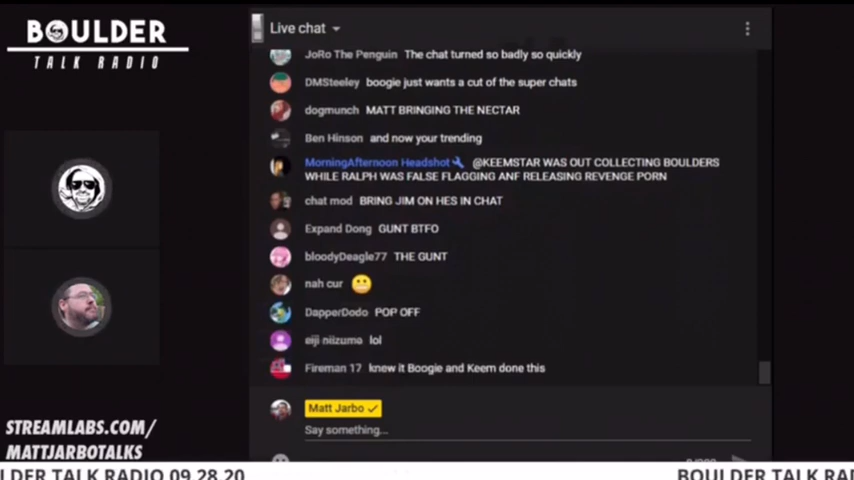 BOULDER
TALK RADIO
Live chat
JoRo The Penguin The chat turned so badly so quickly
DMSteeley boogie just wants a cut of the super chats
dogmunch MATT BRINGING THE NECTAR
Ben Hinson and now your trending
MorningAfternoon Headshot @KEEMSTAR WAS OUT COLLECTING BOULDERS
WHILE RALPH WAS FALSE FLAGGING ANF RELEASING REVENGE PORN
chat mod BRING JIM ON HES IN CHAT
Expand Dong GUNT BTFO
bloodyDeagle77 THE GUNT
nah cur 😬
DapperDodo POP OFF
eiji niizuma lol
Fireman 17 knew it Boogie and Keem done this
Matt Jarbo ✓
Say something...
STREAMLABS.COM/
MATTJARBOTALKS
LDER TALK RADIO 09.28.20
BOULDER TALK RAD